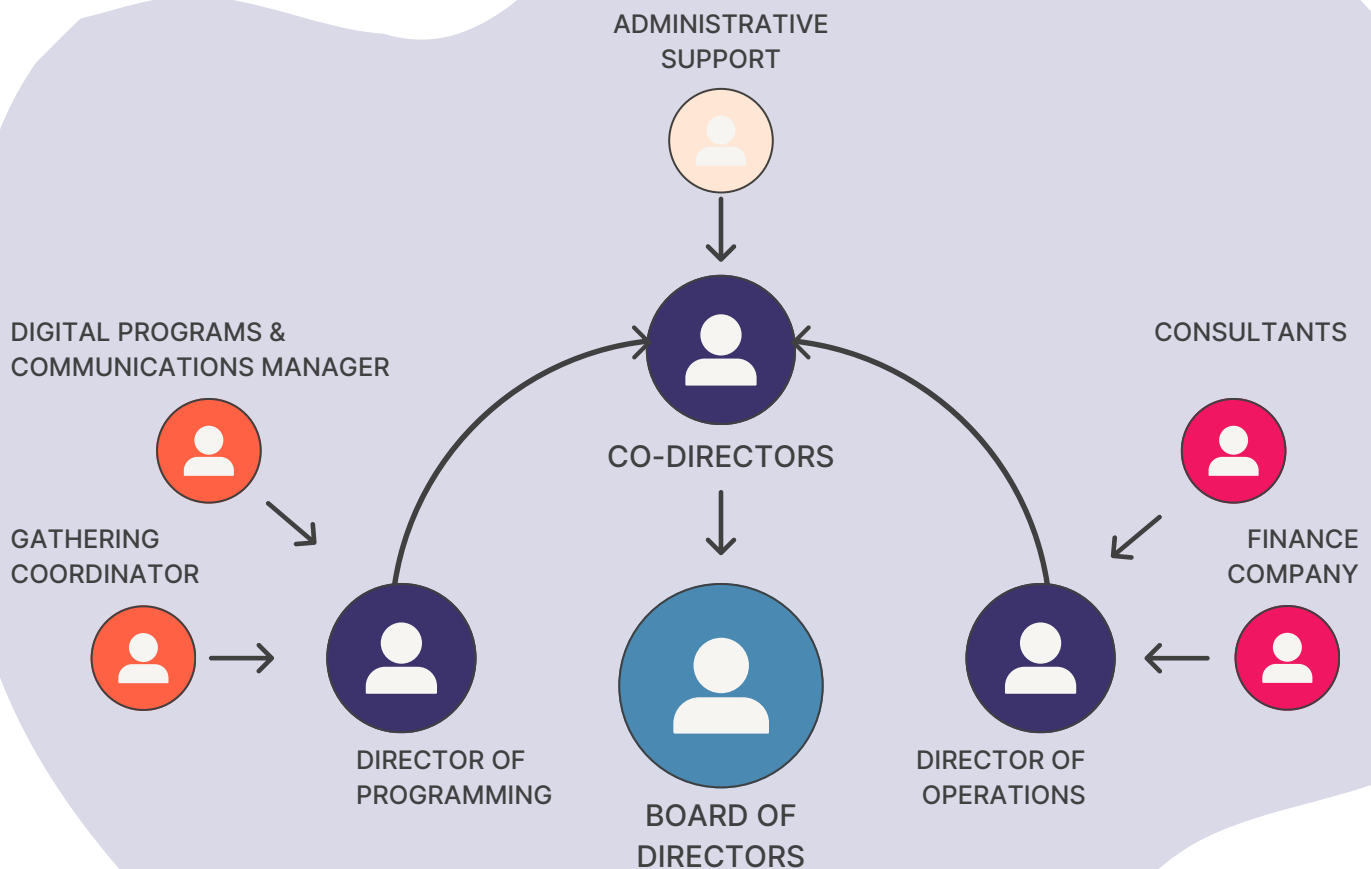 ADMINISTRATIVE
SUPPORT
DIGITAL PROGRAMS &
COMMUNICATIONS MANAGER
CONSULTANTS
CO-DIRECTORS
GATHERING
COORDINATOR
FINANCE
COMPANY
DIRECTOR OF
PROGRAMMING
DIRECTOR OF
OPERATIONS
BOARD OF
DIRECTORS